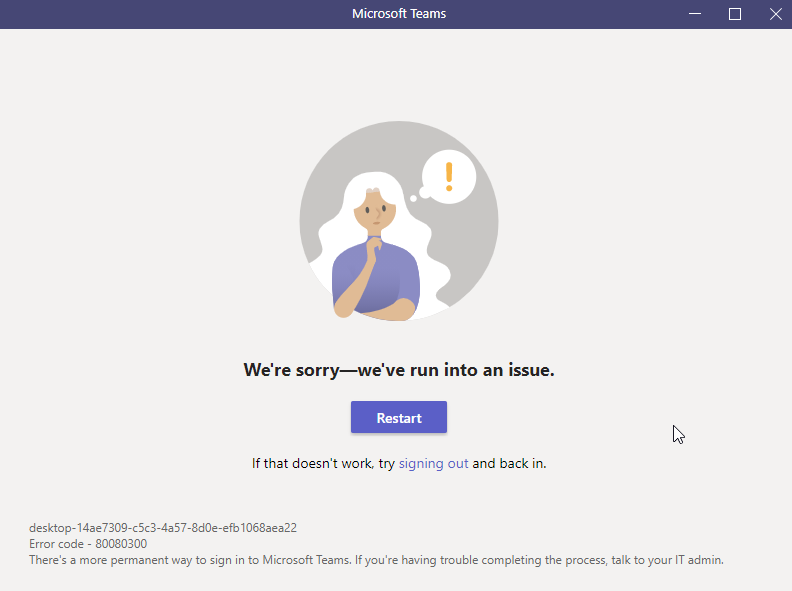 Microsoft Teams
!
We're sorry—we've run into an issue.
Restart
If that doesn't work, try signing out and back in.
desktop-14ae7309-c5c3-4a57-8d0e-efb1068aea22
Error code - 80080300
There's a more permanent way to sign in to Microsoft Teams. If you're having trouble completing the process, talk to your IT admin.